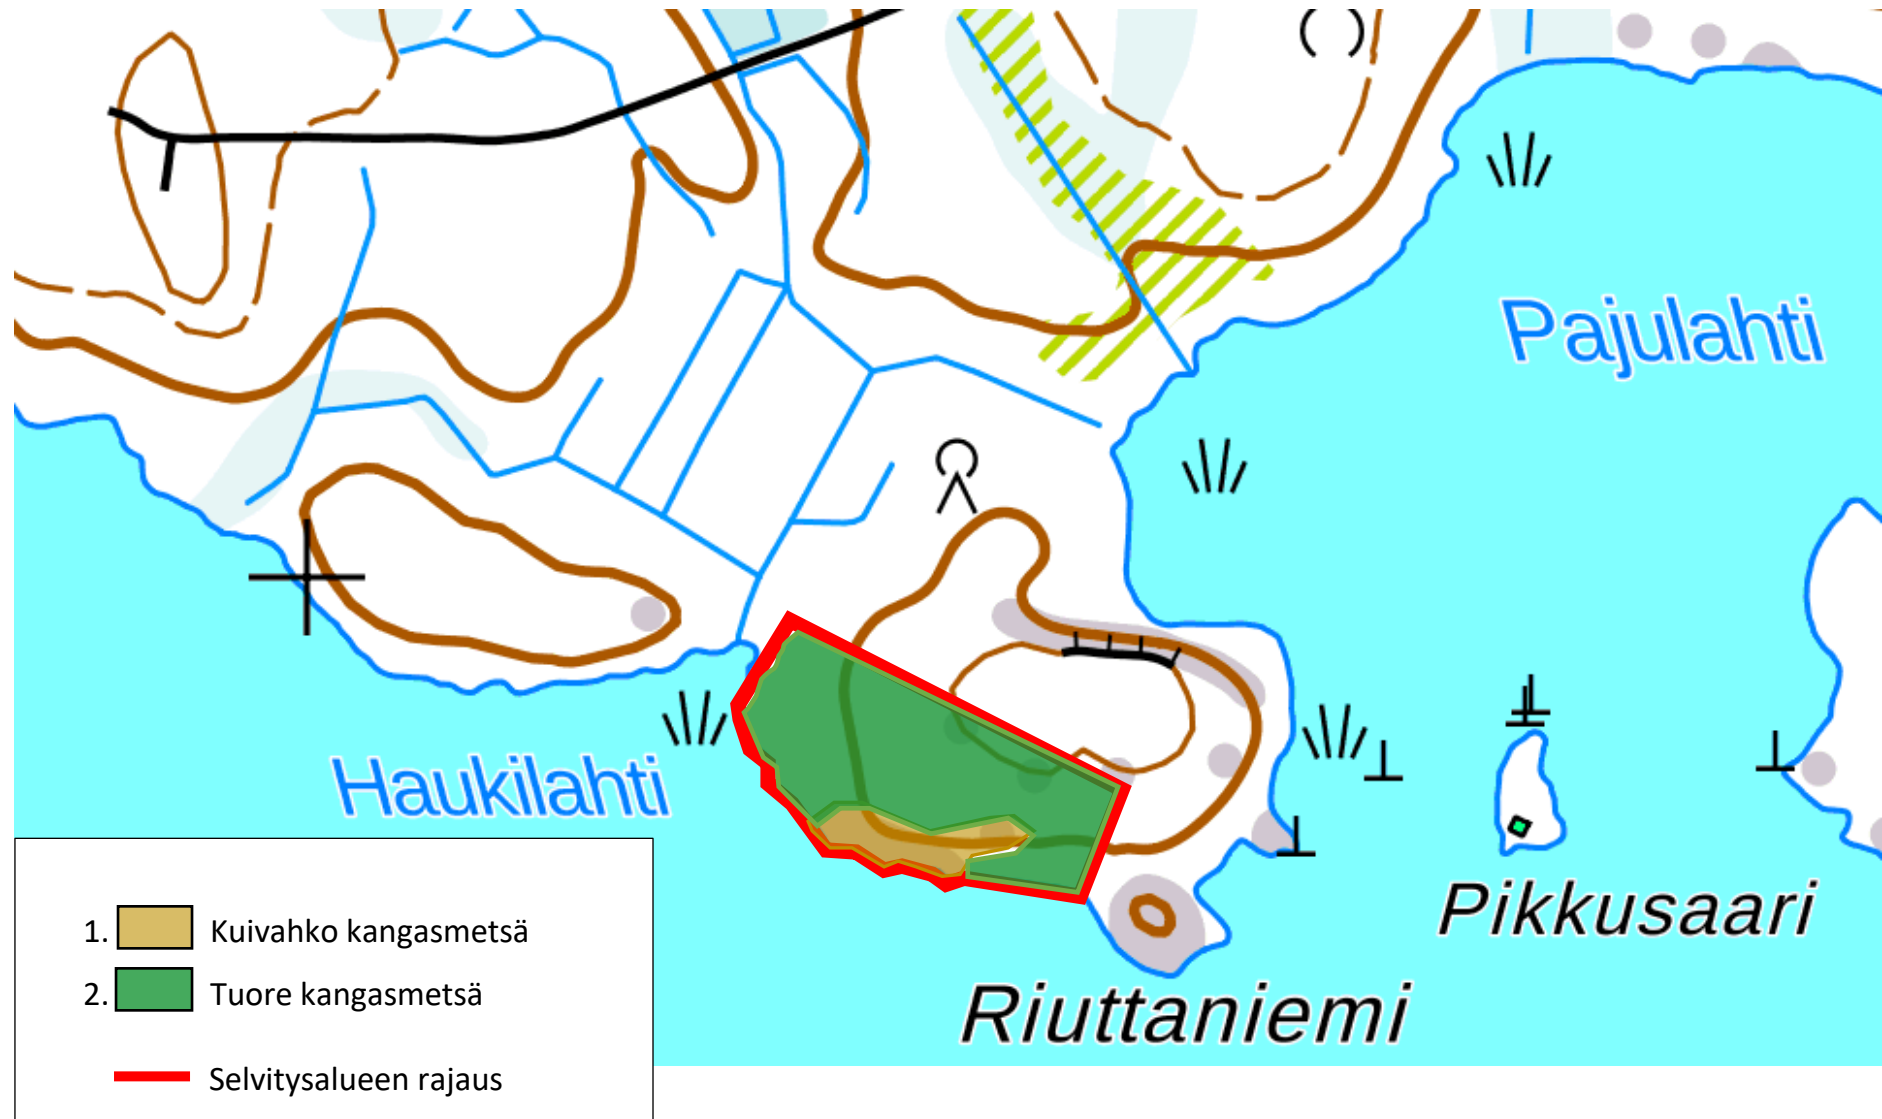 Pajulahti
Haukilahti
Pikkusaari
Riuttaniemi
1. Kuivahko kangasmetsä
2. Tuore kangasmetsä
Selvitysalueen rajaus